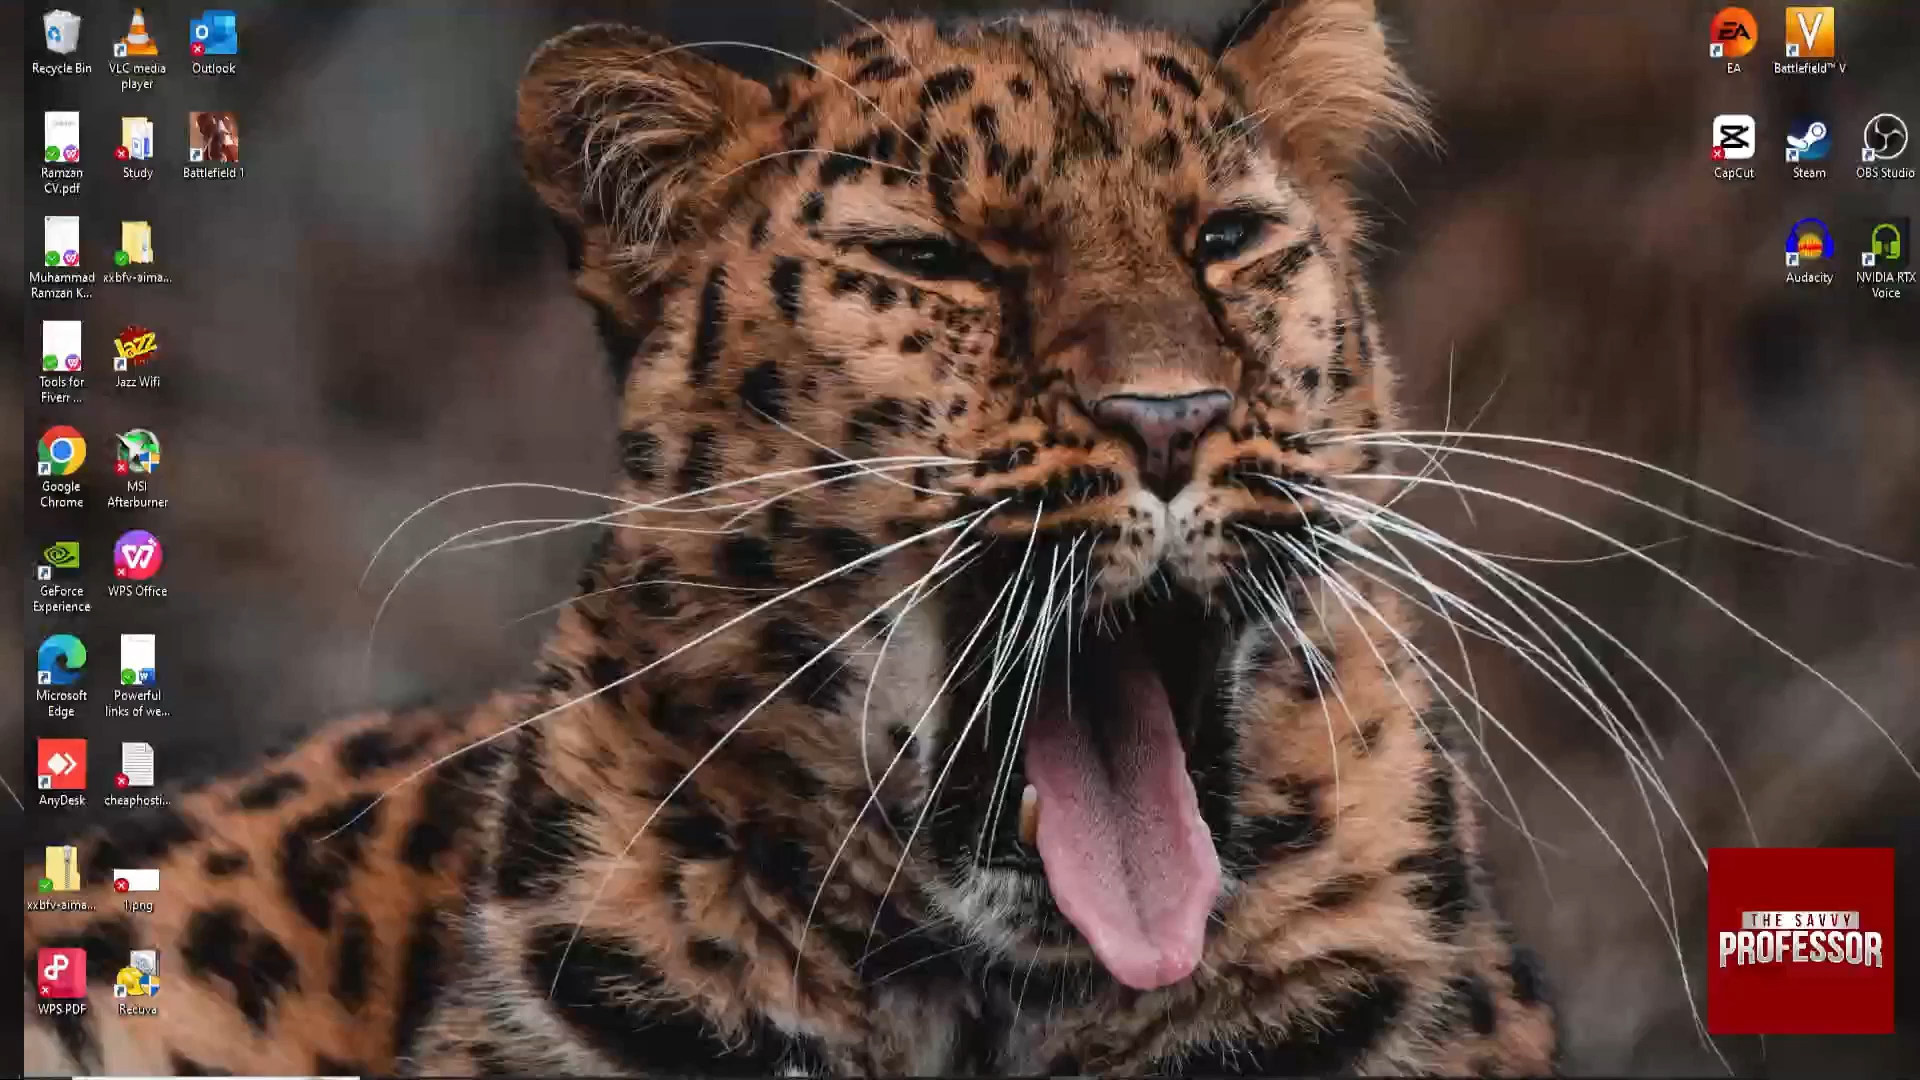 Recycle Bin
VLC media
player
Outlook
Ramzan
CV.pdf
Study
Battlefield 1
Muhammad
Ramzan K...
xxbfv-aima...
Tools for
Fiverr ...
Jazz
Jazz Wifi
Google
Chrome
MSI
Afterburner
GeForce
Experience
WPS Office
Microsoft
Edge
Powerful
links of we...
AnyDesk
cheaphosti...
xxbfv-aima...
1.png
WPS PDF
Recuva
EA
EA
V
Battlefield™ V
CapCut
Steam
OBS Studio
Audacity
NVIDIA RTX
Voice
THE SAVVY
PROFESSOR